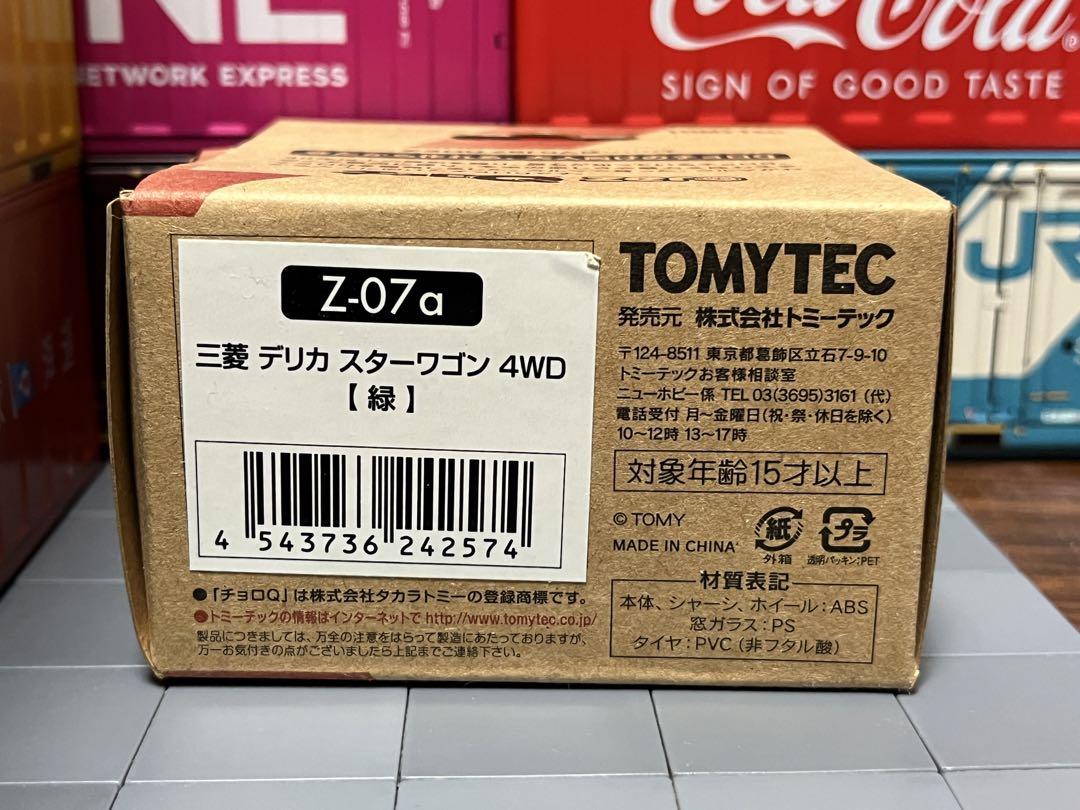 NE
NETWORK EXPRESS
Coca-Cola
SIGN OF GOOD TASTE
JR
TOMYTEC
Z-07a
三菱 デリカ スターワゴン 4WD
【 緑 】
4 543736 242574
●「チョロQ」は株式会社タカラトミーの登録商標です。
●トミーテックの情報はインターネットで http://www.tomytec.co.jp/
製品につきましては、万全の注意をはらって製造にあたっておりますが、
万一お気付きの点がございましたら上記までご連絡下さい。
TOMYTEC
発売元 株式会社トミーテック
〒124-8511 東京都葛飾区立石7-9-10
トミーテックお客様相談室
ニューホビー係 TEL 03(3695)3161 (代)
電話受付 月~金曜日(祝・祭・休日を除く)
10~12時 13~17時
対象年齢15才以上
© TOMY
MADE IN CHINA
紙
外箱
プラ
透明パッキン:PET
材質表記
本体、シャーシ、ホイール:ABS
窓ガラス:PS
タイヤ:PVC (非フタル酸)